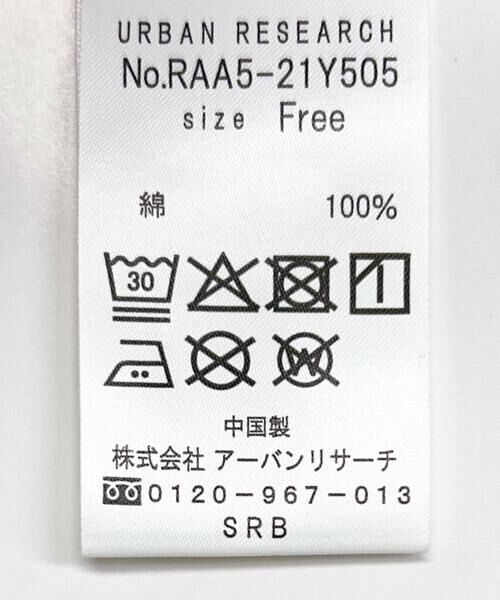 URBAN RESEARCH
No.RAA5-21Y505
size Free
綿 100%
30
W
中国製
株式会社 アーバンリサーチ
0120-967-013
SRB